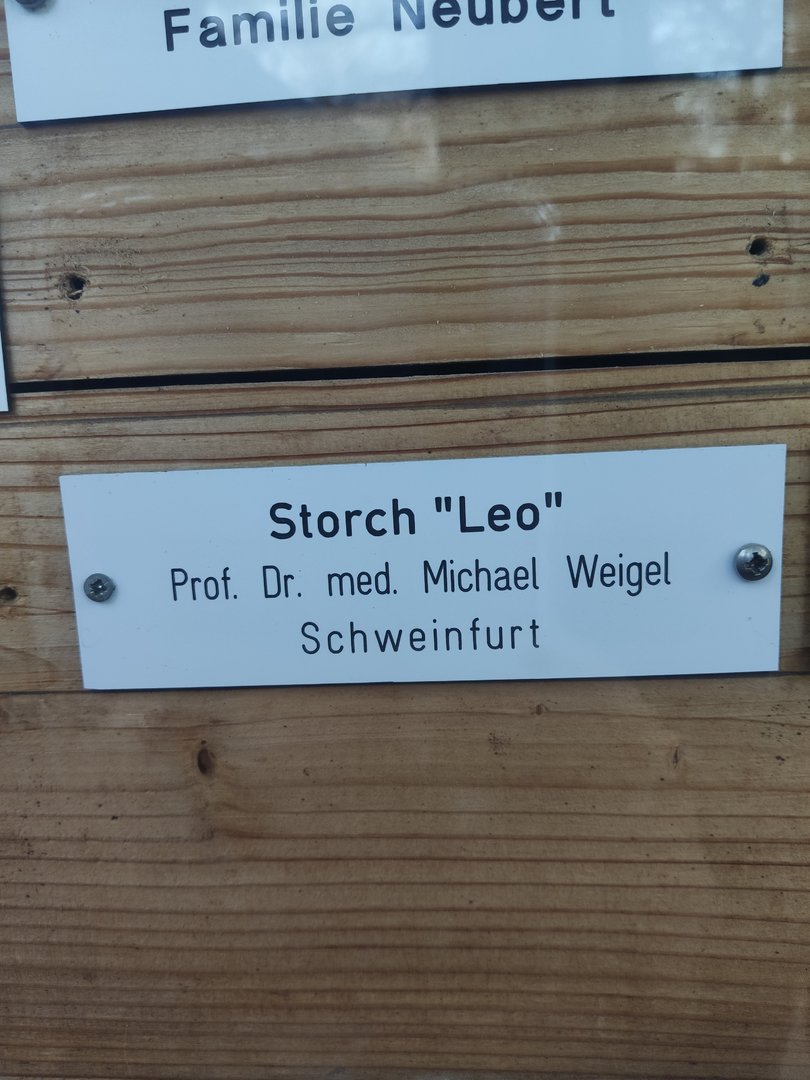 Familie Neubert
Storch "Leo"
Prof. Dr. med. Michael Weigel
Schweinfurt